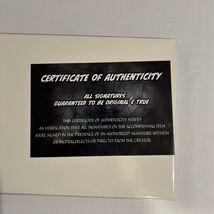 CERTIFICATE OF AUTHENTICITY
ALL SIGNATURES
GUARANTEED TO BE ORIGINAL & TRUE
THIS CERTIFICATE OF AUTHENTICITY SERVES
AS VERIFICATION THAT ALL SIGNATURES ON THE ACCOMPANYING ITEM
WERE SIGNED IN THE PRESENCE OF AN AUTHORIZED SIGNATURE WITNESS
OF OR DIRECTLY FROM THE CREATOR.